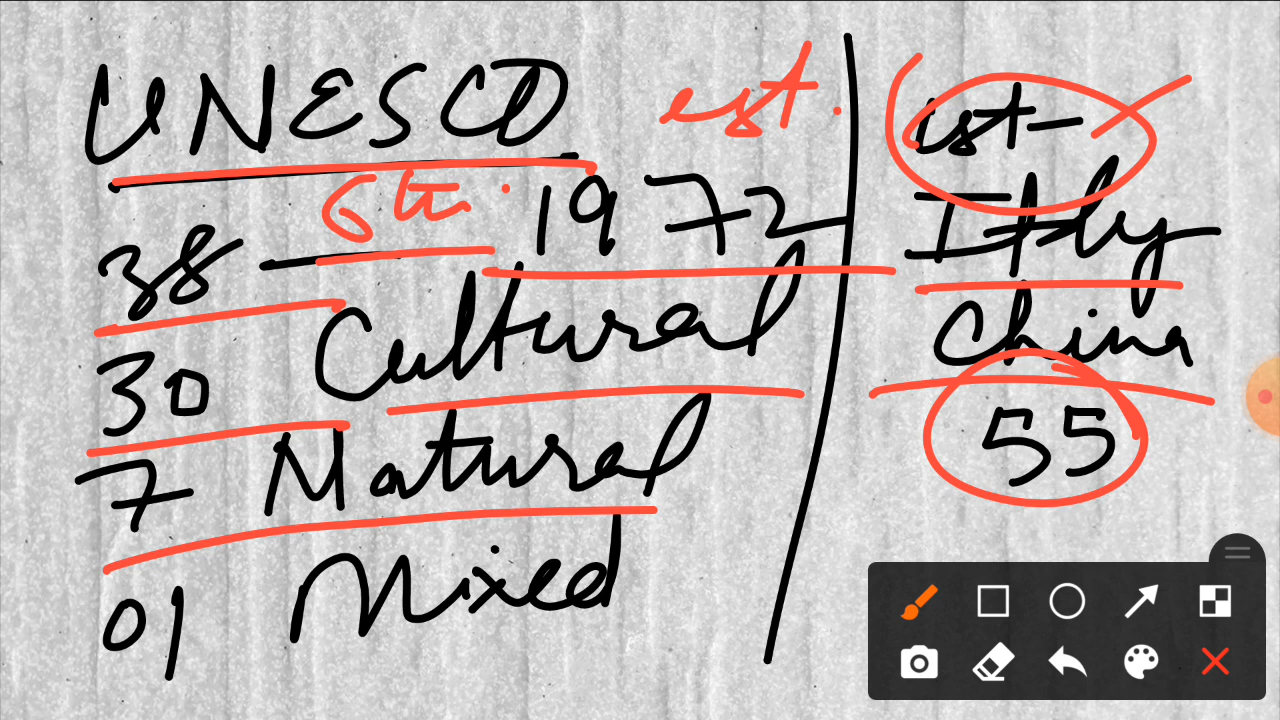 UNESCO est.
38 - 6th. 1972
30 Cultural
7 Natural
01 Mixed
1st-
Italy
China
55